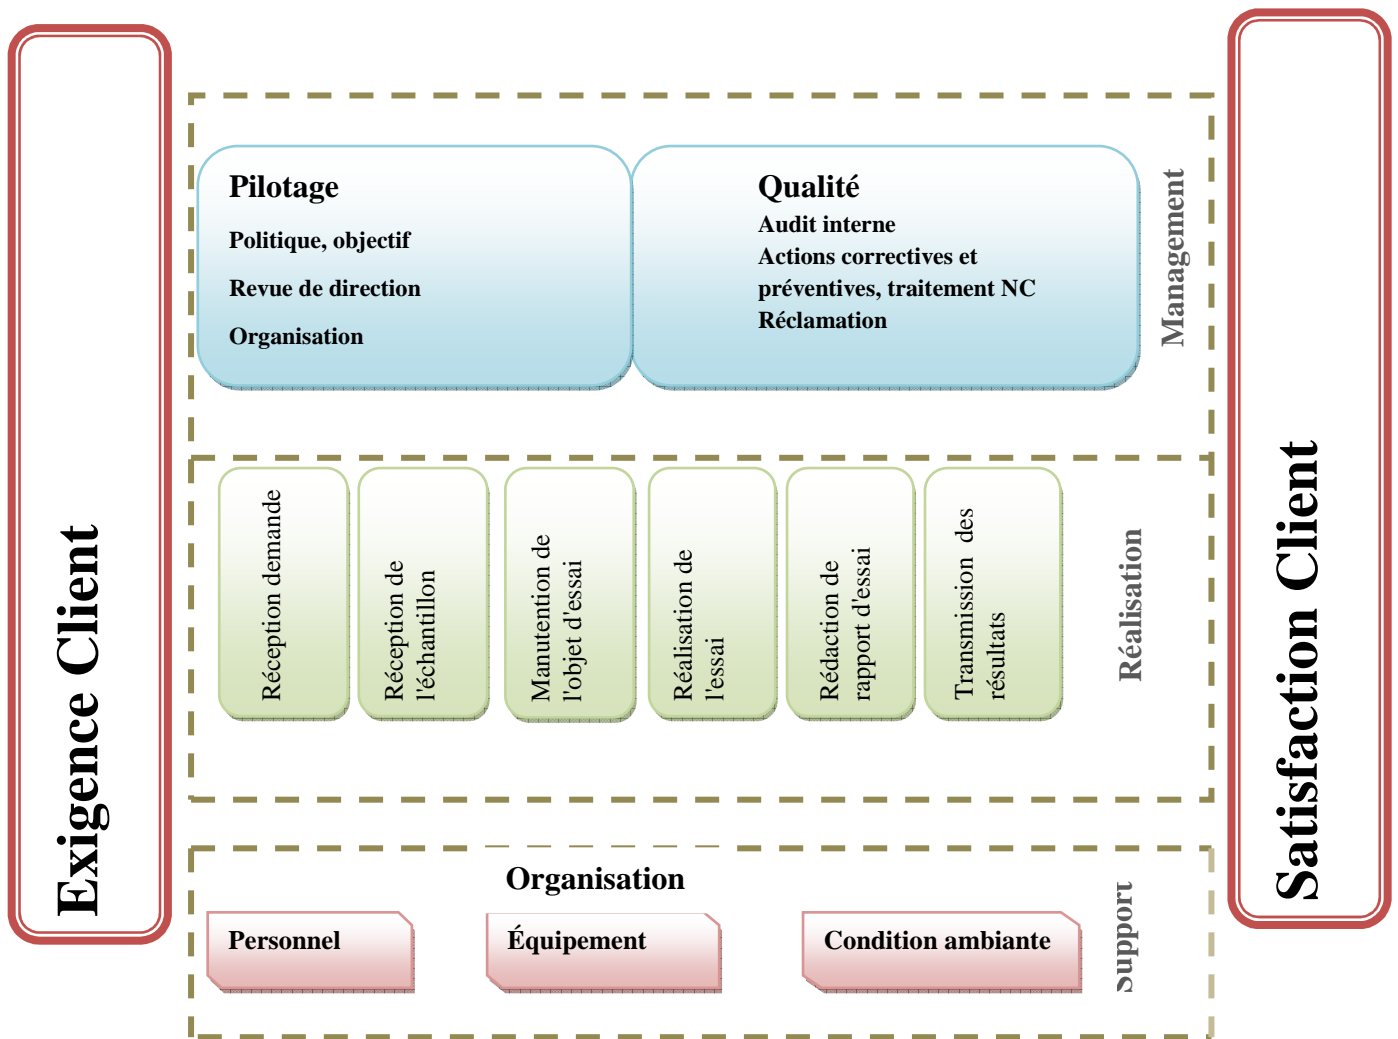 Exigence Client
Pilotage
Politique, objectif
Revue de direction
Organisation
Qualité
Audit interne
Actions correctives et
préventives, traitement NC
Réclamation
Management
Réception demande
Réception de
l'échantillon
Manutention de
l'objet d'essai
Réalisation de
l'essai
Rédaction de
rapport d'essai
Transmission des
résultats
Réalisation
Organisation
Personnel
Équipement
Condition ambiante
Support
Satisfaction Client